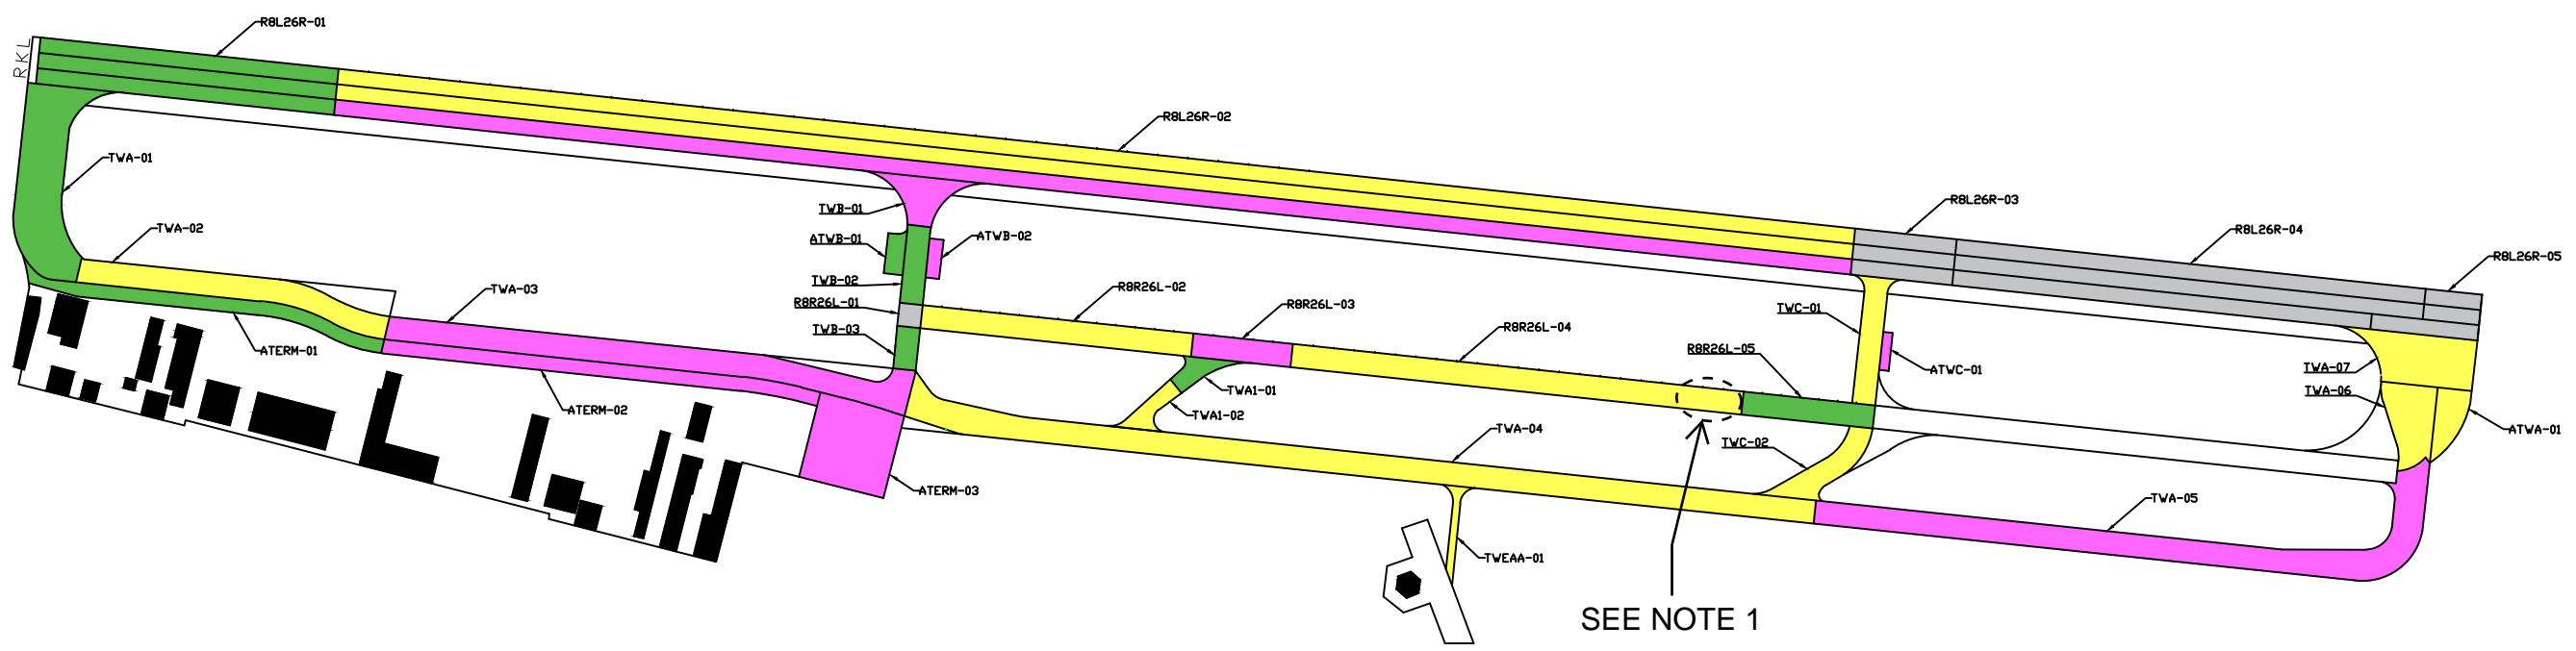 R8L26R-01
RKL
R8L26R-02
TWA-01
R8L26R-03
TWB-01
TWA-02
R8L26R-04
ATWB-01
ATWB-02
R8L26R-05
TWB-02
R8R26L-02
TWA-03
R8R26L-01
R8R26L-03
TWC-01
TWB-03
R8R26L-04
ATERM-01
R8R26L-05
TWA-07
ATWC-01
TWA1-01
TWA-06
ATERM-02
TWA1-02
TWA-04
ATWA-01
TWC-02
ATERM-03
TWA-05
TWEAA-01
SEE NOTE 1